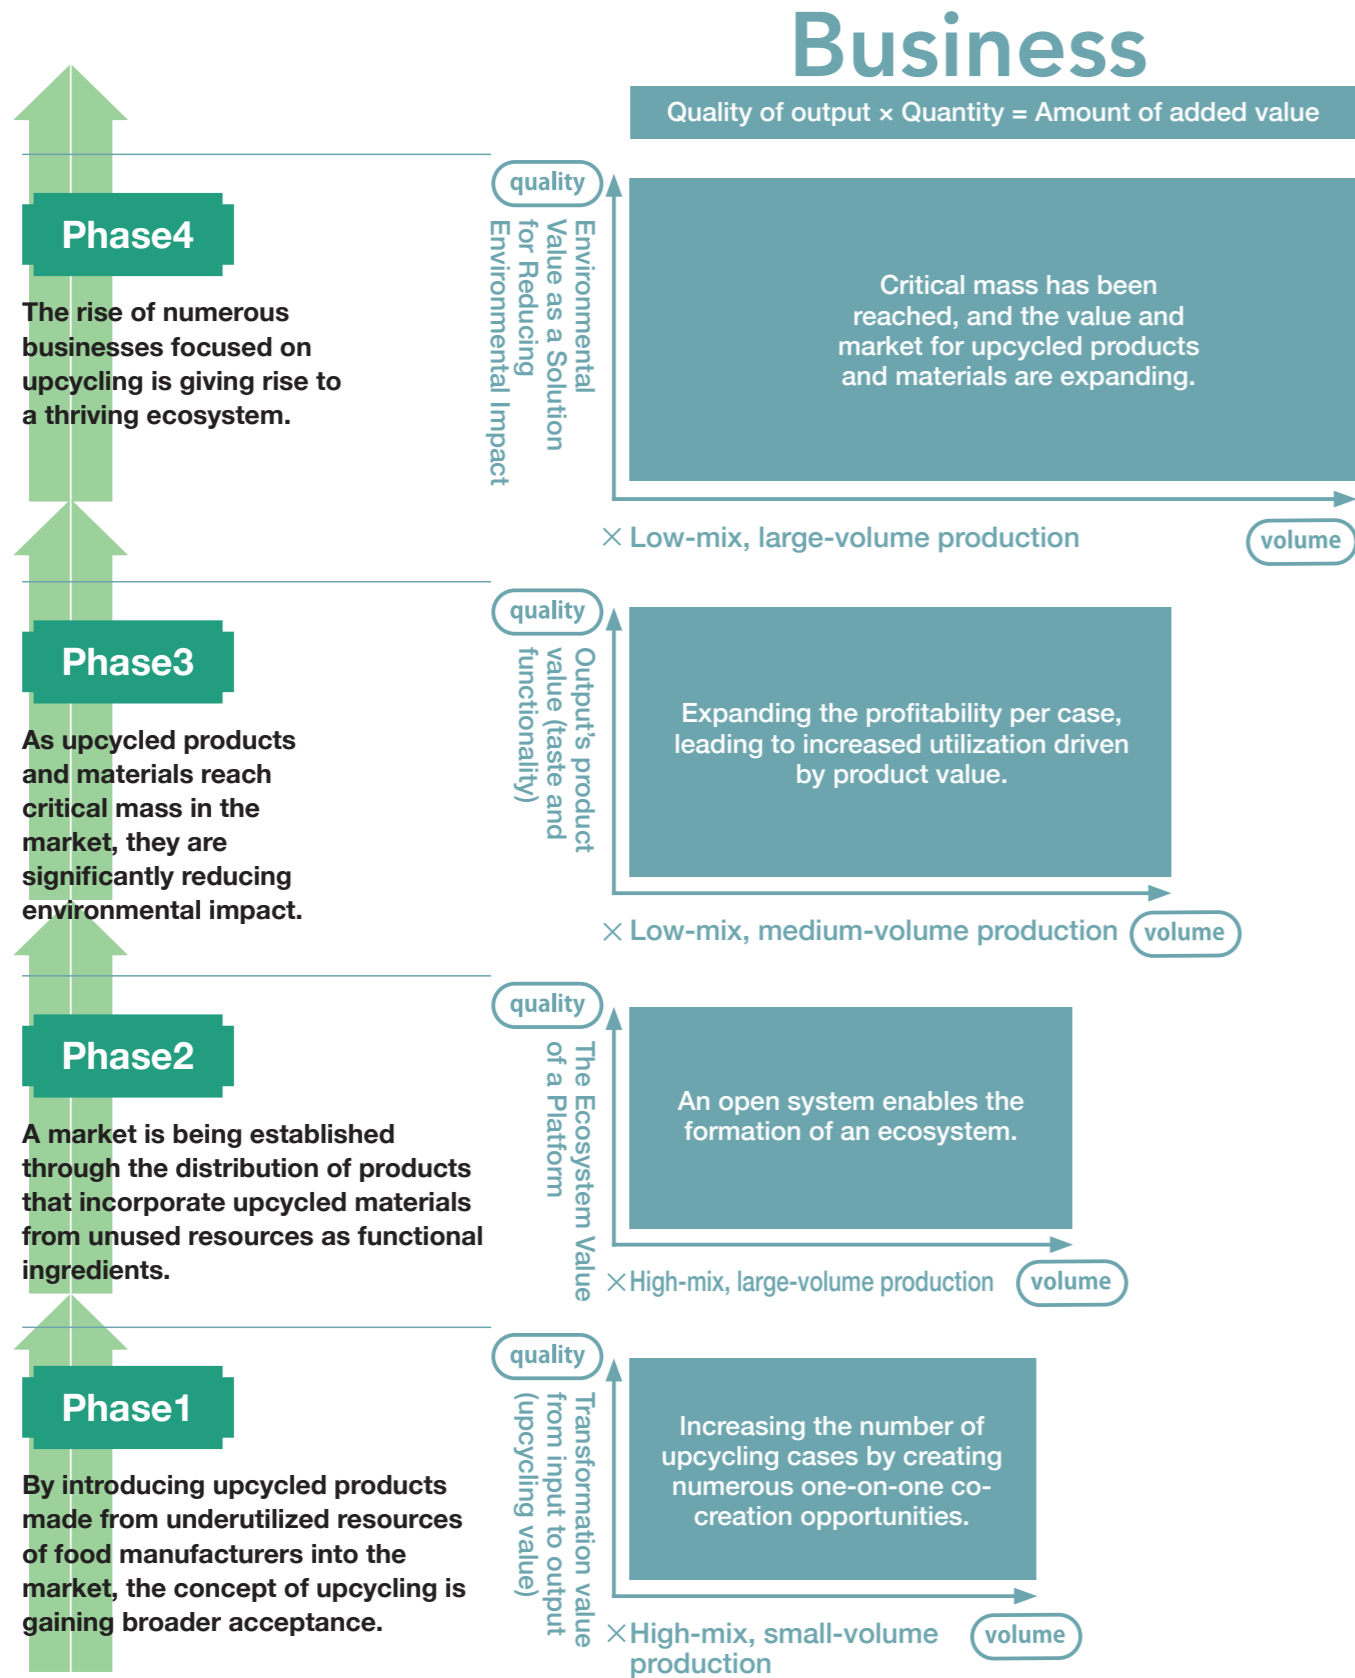 Business
Quality of output × Quantity = Amount of added value
Phase4
The rise of numerous
businesses focused on
upcycling is giving rise to
a thriving ecosystem.
quality
Environmental
Value as a Solution
for Reducing
Environmental Impact
Critical mass has been
reached, and the value and
market for upcycled products
and materials are expanding.
× Low-mix, large-volume production
volume
Phase3
As upcycled products
and materials reach
critical mass in the
market, they are
significantly reducing
environmental impact.
quality
Output's product
value (taste and
functionality)
Expanding the profitability per case,
leading to increased utilization driven
by product value.
× Low-mix, medium-volume production
volume
Phase2
A market is being established
through the distribution of products
that incorporate upcycled materials
from unused resources as functional
ingredients.
quality
The Ecosystem Value
of a Platform
An open system enables the
formation of an ecosystem.
×High-mix, large-volume production
volume
Phase1
By introducing upcycled products
made from underutilized resources
of food manufacturers into the
market, the concept of upcycling is
gaining broader acceptance.
quality
Transformation value
from input to output
(upcycling value)
Increasing the number of
upcycling cases by creating
numerous one-on-one co-
creation opportunities.
×High-mix, small-volume
production
volume